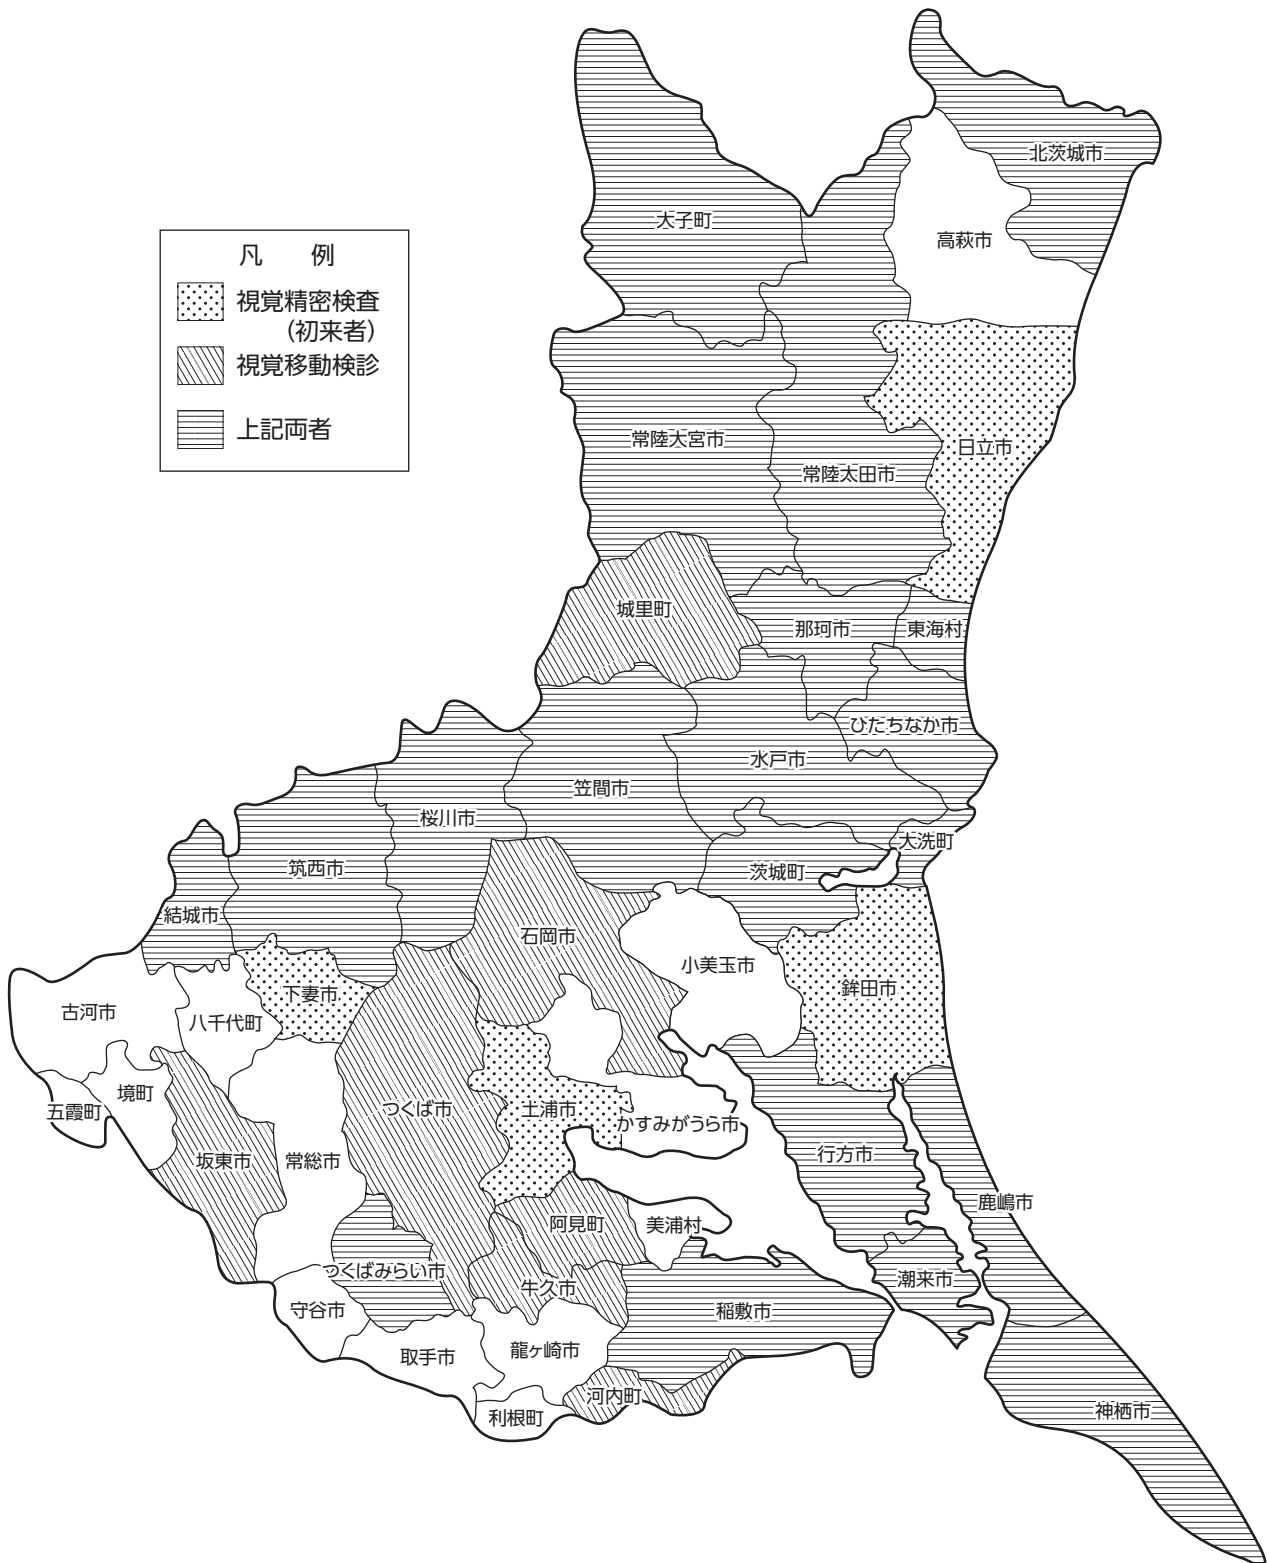 北茨城市
大子町
高萩市
凡　例
視覚精密検査
（初来者）
視覚移動検診
上記両者
常陸大宮市
日立市
常陸太田市
城里町
那珂市
東海村
ひたちなか市
水戸市
笠間市
桜川市
大洗町
筑西市
茨城町
結城市
石岡市
小美玉市
鉾田市
下妻市
古河市
八千代町
境町
五霞町
つくば市
土浦市
かすみがうら市
坂東市
常総市
行方市
鹿嶋市
阿見町
美浦村
つくばみらい市
潮来市
牛久市
守谷市
稲敷市
龍ヶ崎市
取手市
河内町
利根町
神栖市